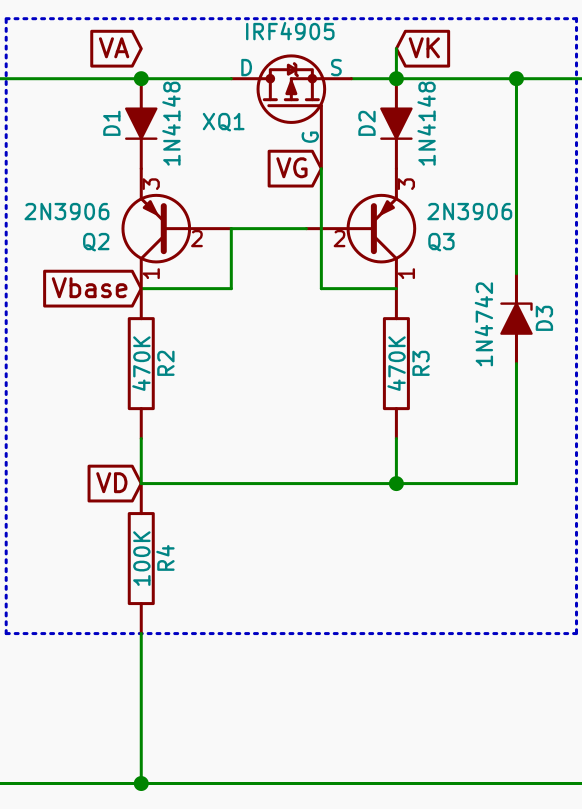 IRF4905
VA
D
S
VK
D1
1N4148
XQ1
G
D2
1N4148
VG
3
3
2N3906
Q2
2
2
2N3906
Q3
1
1
Vbase
470K
R2
470K
R3
1N4742
D3
VD
100K
R4